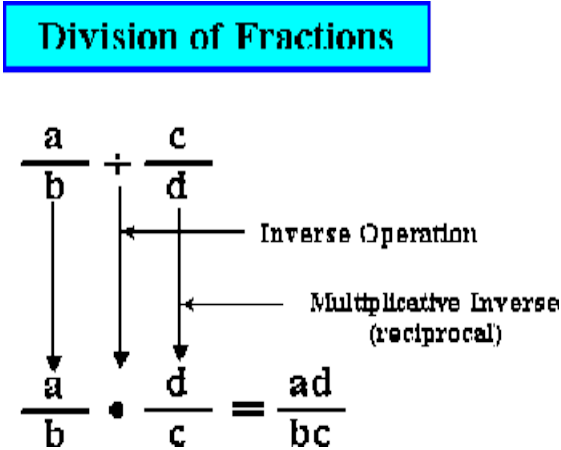 Division of Fractions
a/b ÷ c/d
Inverse Operation
Multiplicative Inverse
(reciprocal)
a/b • d/c = ad/bc